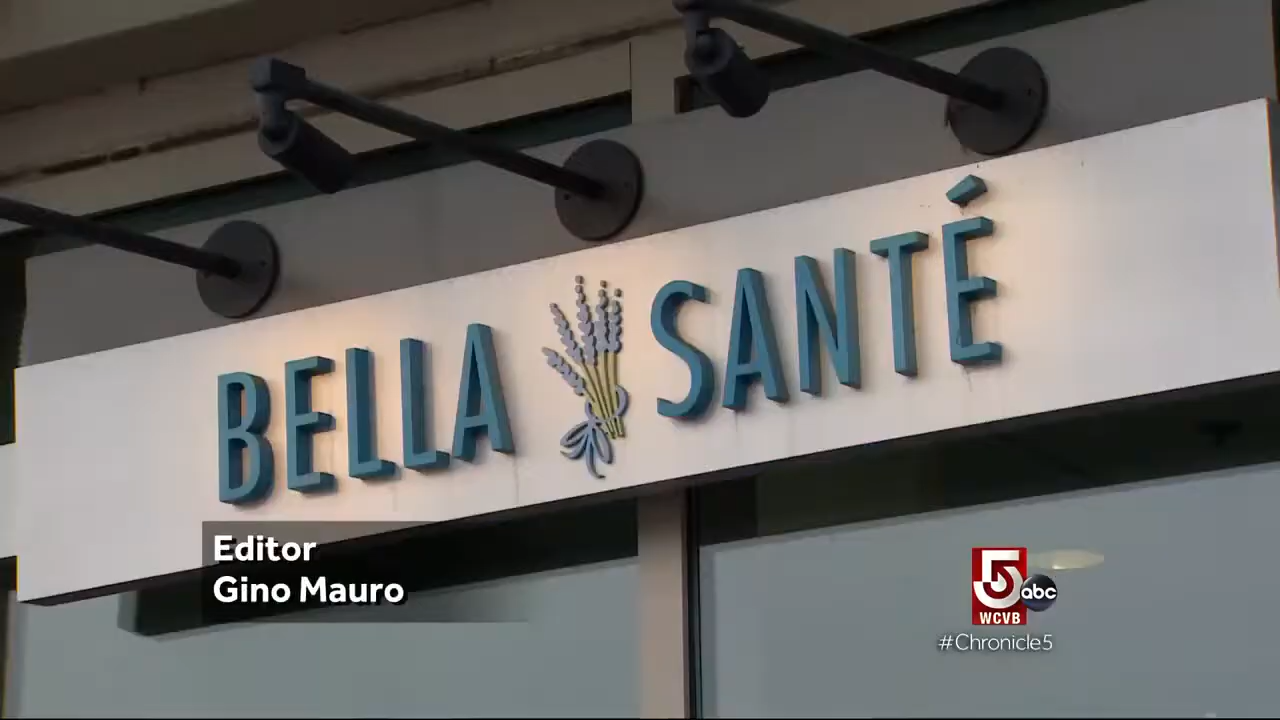 BELLA SANTÉ
Editor
Gino Mauro
5 abc
WCVB
#Chronicle5